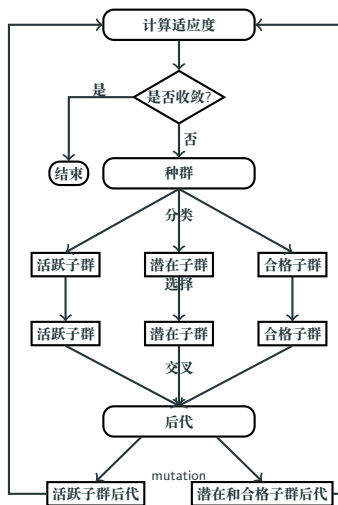 计算适应度
是
是否收敛?
否
结束
种群
分类
活跃子群 潜在子群 合格子群
选择
活跃子群 潜在子群 合格子群
交叉
后代
mutation
活跃子群后代 潜在和合格子群后代